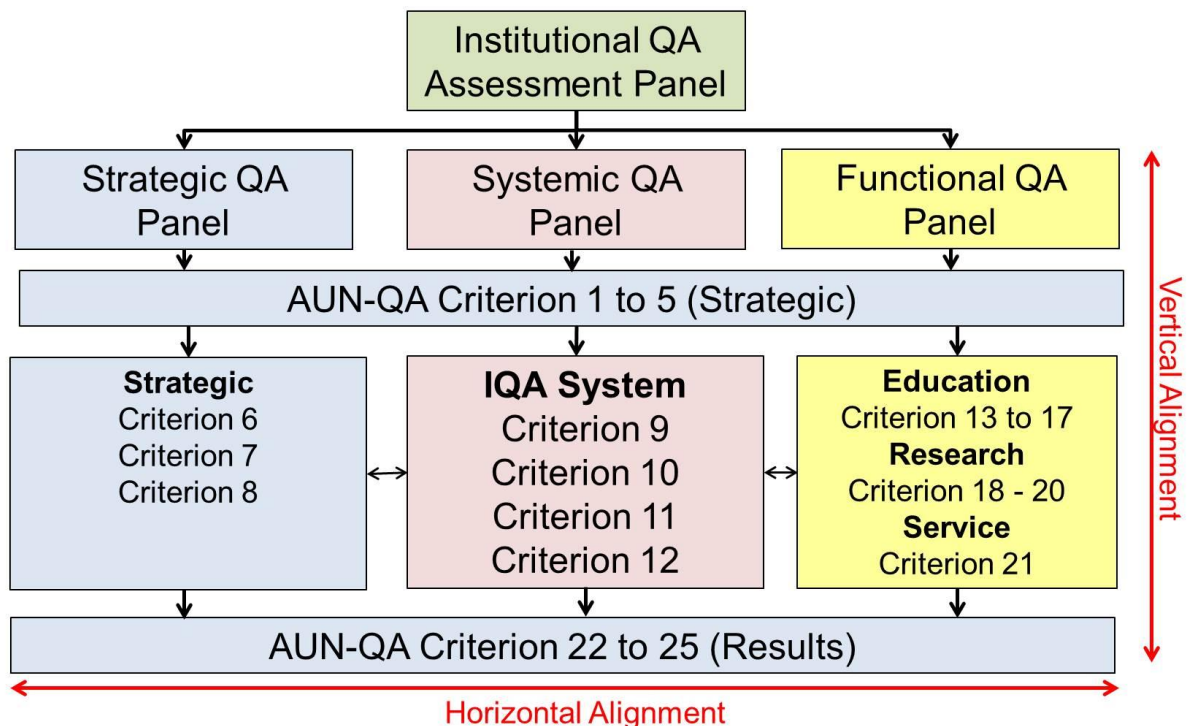 Institutional QA
Assessment Panel
Strategic QA
Panel
Systemic QA
Panel
Functional QA
Panel
AUN-QA Criterion 1 to 5 (Strategic)
Strategic
Criterion 6
Criterion 7
Criterion 8
IQA System
Criterion 9
Criterion 10
Criterion 11
Criterion 12
Education
Criterion 13 to 17
Research
Criterion 18 - 20
Service
Criterion 21
AUN-QA Criterion 22 to 25 (Results)
Vertical Alignment
Horizontal Alignment